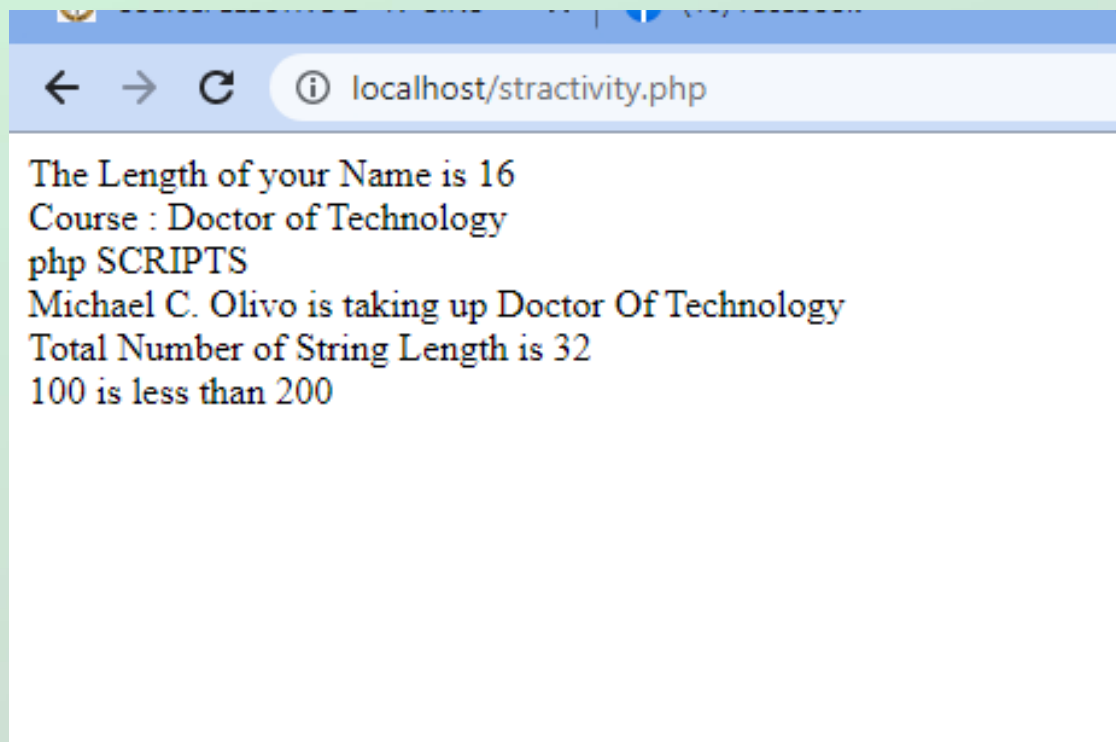 localhost/stractivity.php
The Length of your Name is 16
Course : Doctor of Technology
php SCRIPTS
Michael C. Olivo is taking up Doctor Of Technology
Total Number of String Length is 32
100 is less than 200